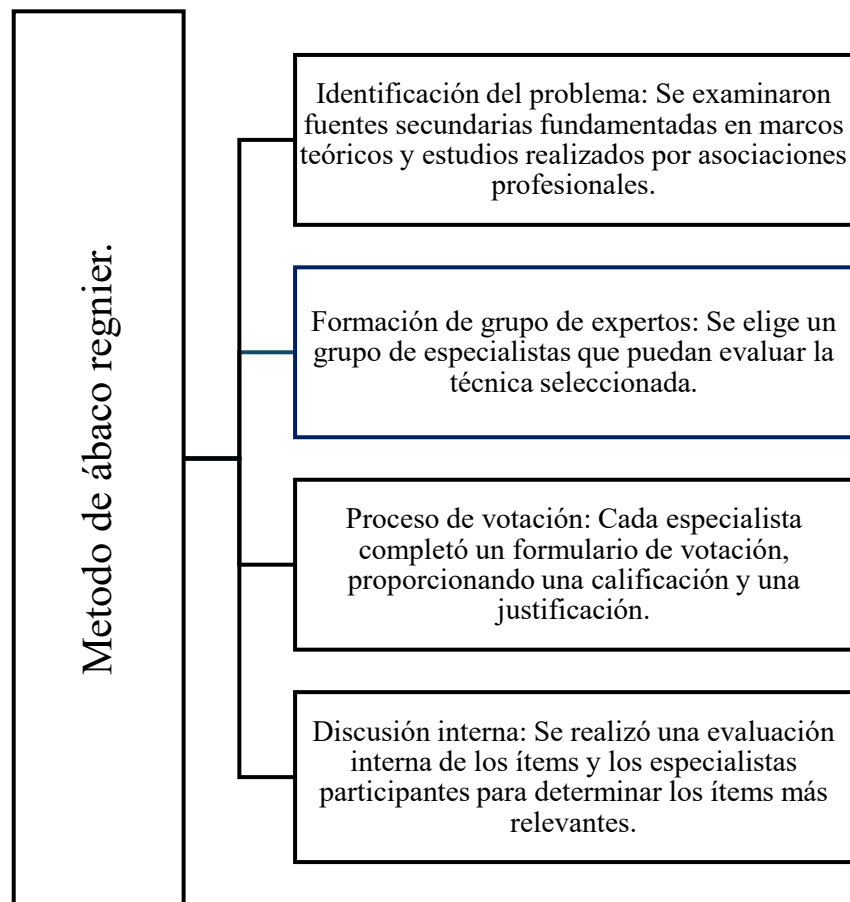 Metodo de ábaco regnier.
Identificación del problema: Se examinaron
fuentes secundarias fundamentadas en marcos
teóricos y estudios realizados por asociaciones
profesionales.
Formación de grupo de expertos: Se elige un
grupo de especialistas que puedan evaluar la
técnica seleccionada.
Proceso de votación: Cada especialista
completó un formulario de votación,
proporcionando una calificación y una
justificación.
Discusión interna: Se realizó una evaluación
interna de los ítems y los especialistas
participantes para determinar los ítems más
relevantes.